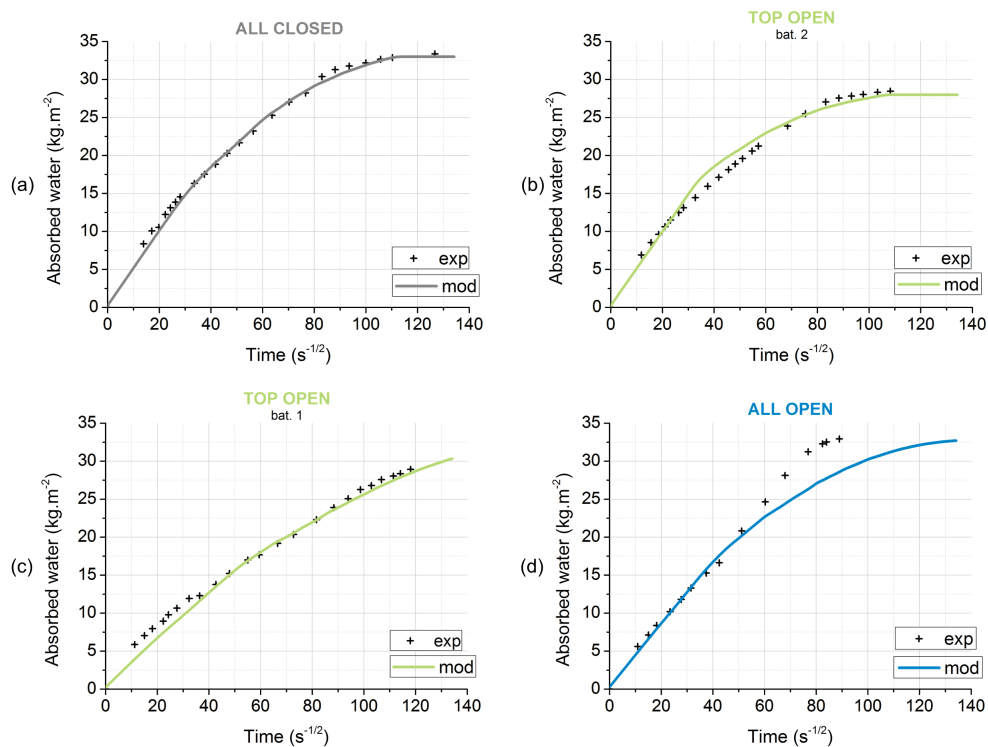 ALL CLOSED
(a)
Absorbed water (kg.m-2)
35
30
25
20
15
10
5
0
0 20 40 60 80 100 120 140
Time (s-1/2)
exp
mod
TOP OPEN
bat. 2
(b)
Absorbed water (kg.m-2)
35
30
25
20
15
10
5
0
0 20 40 60 80 100 120 140
Time (s-1/2)
exp
mod
TOP OPEN
bat. 1
(c)
Absorbed water (kg.m-2)
35
30
25
20
15
10
5
0
0 20 40 60 80 100 120 140
Time (s-1/2)
exp
mod
ALL OPEN
(d)
Absorbed water (kg.m-2)
35
30
25
20
15
10
5
0
0 20 40 60 80 100 120 140
Time (s-1/2)
exp
mod